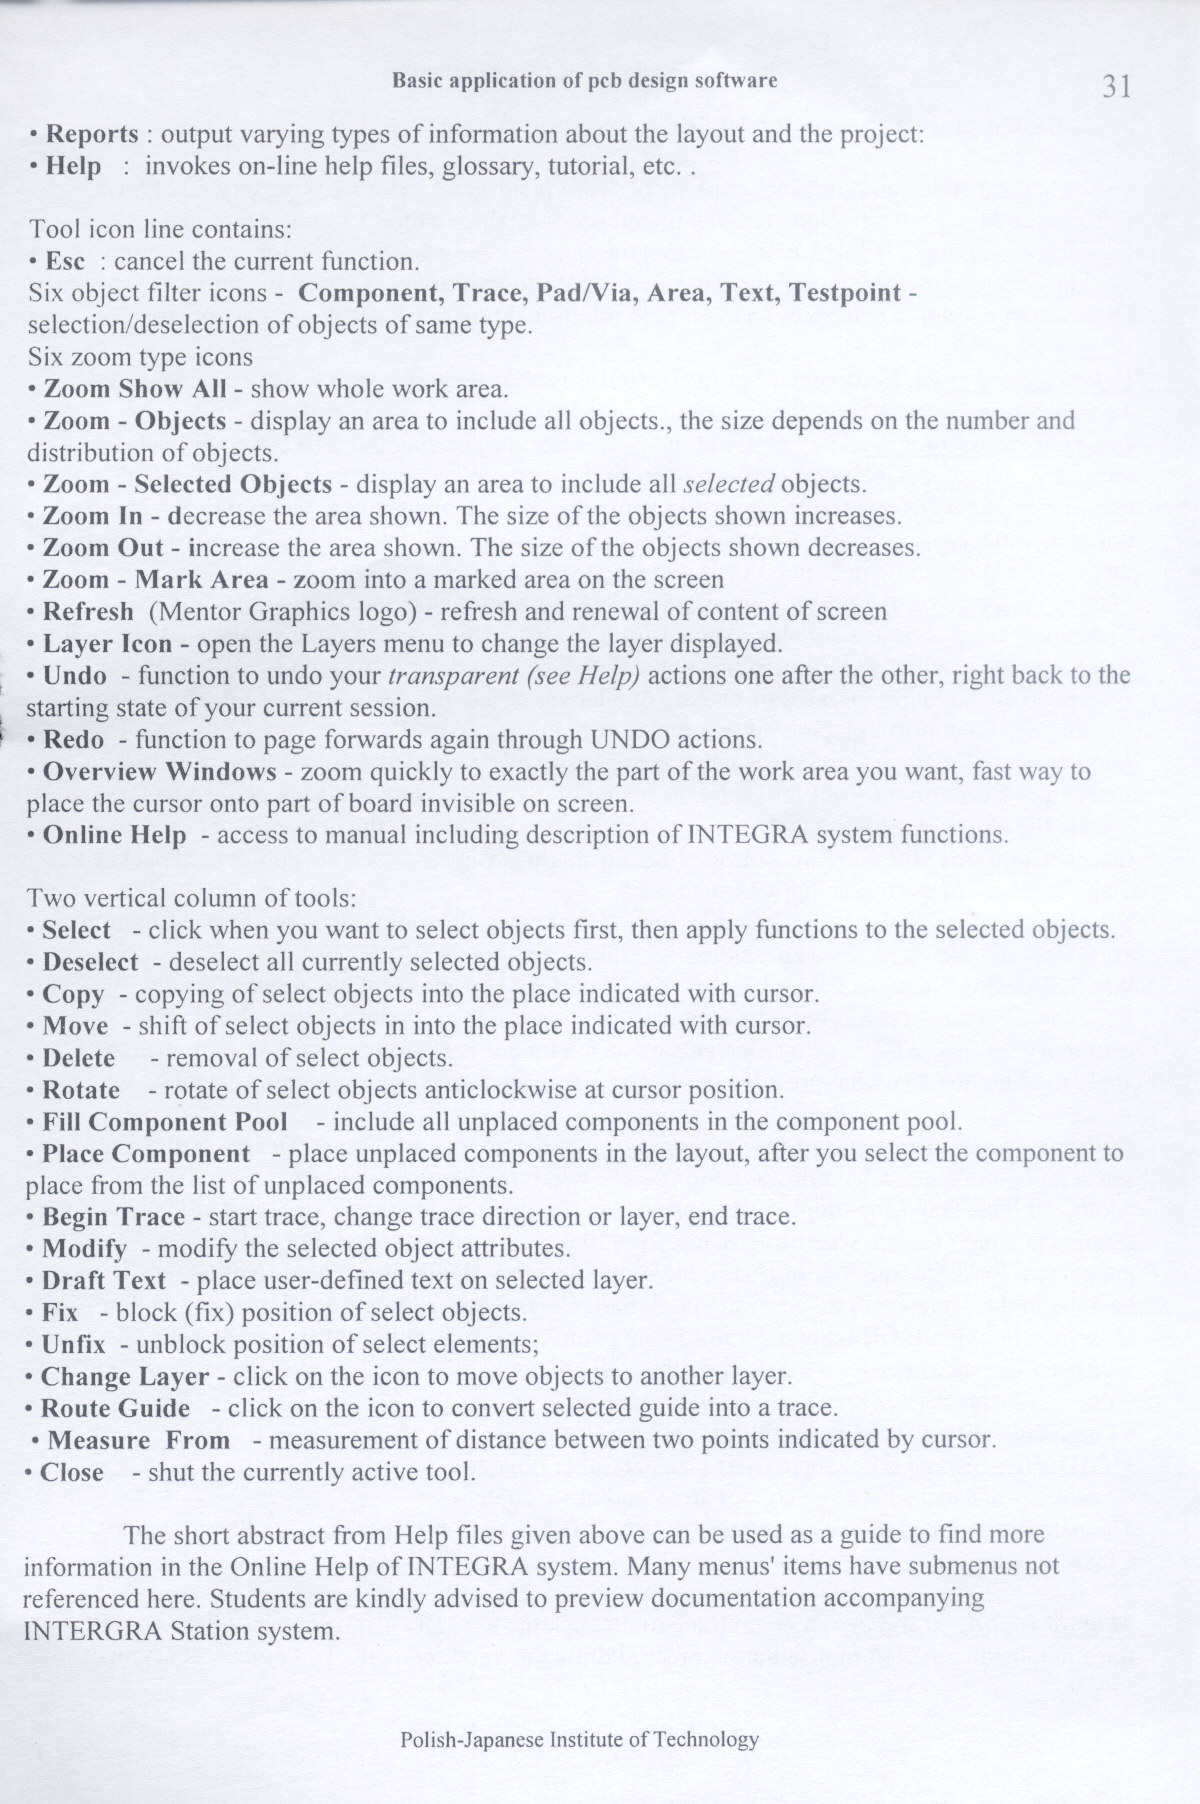 Basic application of pcb design software
31
• Reports : output varying types of information about the layout and the project:
• Help : invokes on-line help files, glossary, tutorial, etc. .
Tool icon line contains:
• Esc : cancel the current function.
Six object filter icons - Component, Trace, Pad/Via, Area, Text, Testpoint -
selection/deselection of objects of same type.
Six zoom type icons
• Zoom Show All - show whole work area.
• Zoom - Objects - display an area to include all objects., the size depends on the number and
distribution of objects.
• Zoom - Selected Objects - display an area to include all selected objects.
• Zoom In - decrease the area shown. The size of the objects shown increases.
• Zoom Out - increase the area shown. The size of the objects shown decreases.
• Zoom - Mark Area - zoom into a marked area on the screen
• Refresh (Mentor Graphics logo) - refresh and renewal of content of screen
• Layer Icon - open the Layers menu to change the layer displayed.
• Undo - function to undo your transparent (see Help) actions one after the other, right back to the
starting state of your current session.
• Redo - function to page forwards again through UNDO actions.
• Overview Windows - zoom quickly to exactly the part of the work area you want, fast way to
place the cursor onto part of board invisible on screen.
• Online Help - access to manual including description of INTEGRA system functions.
Two vertical column of tools:
• Select - click when you want to select objects first, then apply functions to the selected objects.
• Deselect - deselect all currently selected objects.
• Copy - copying of select objects into the place indicated with cursor.
• Move - shift of select objects in into the place indicated with cursor.
• Delete - removal of select objects.
• Rotate - rotate of select objects anticlockwise at cursor position.
• Fill Component Pool - include all unplaced components in the component pool.
• Place Component - place unplaced components in the layout, after you select the component to
place from the list of unplaced components.
• Begin Trace - start trace, change trace direction or layer, end trace.
• Modify - modify the selected object attributes.
• Draft Text - place user-defined text on selected layer.
• Fix - block (fix) position of select objects.
• Unfix - unblock position of select elements;
• Change Layer - click on the icon to move objects to another layer.
• Route Guide - click on the icon to convert selected guide into a trace.
• Measure From - measurement of distance between two points indicated by cursor.
• Close - shut the currently active tool.
The short abstract from Help files given above can be used as a guide to find more
information in the Online Help of INTEGRA system. Many menus' items have submenus not
referenced here. Students are kindly advised to preview documentation accompanying
INTERGRA Station system.
Polish-Japanese Institute of Technology